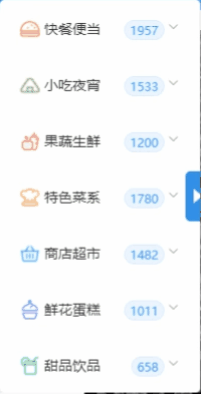 快餐便当 1957
小吃夜宵 1533
果蔬生鲜 1200
特色菜系 1780
商店超市 1482
鲜花蛋糕 1011
甜品饮品 658